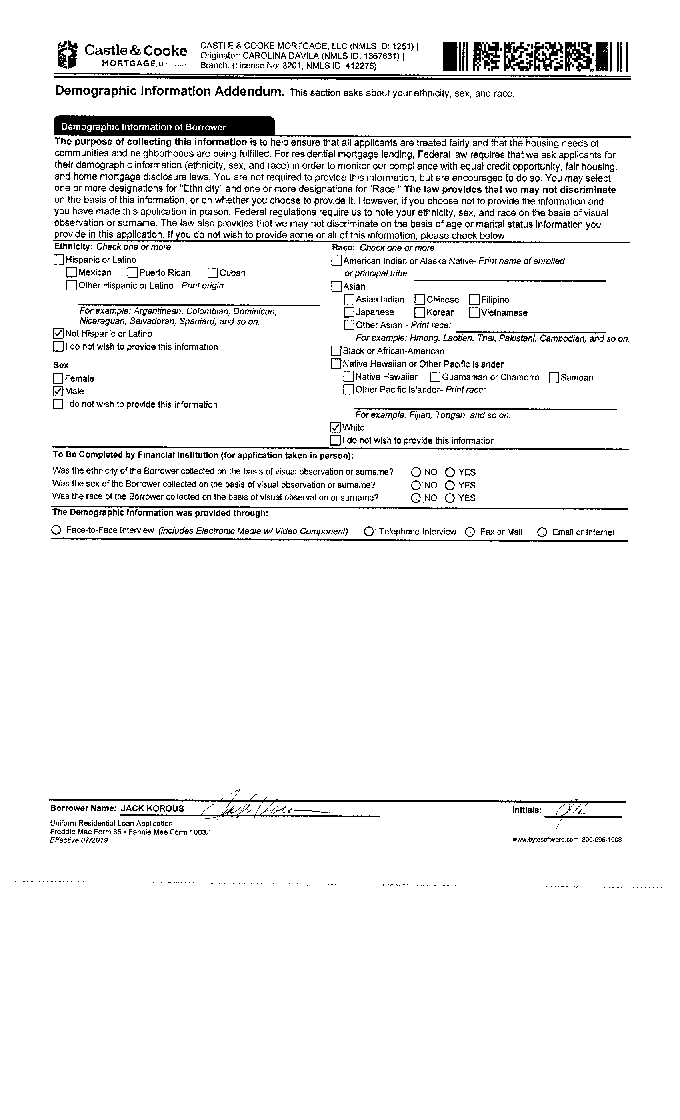 Castle & Cooke
MORTGAGE,
CASTLE & COOKE MORTGAGE, LLC (NMLS ID: 1251) |
Originator: CAROLINA DAVILA (NMLS ID: 1367631) |
Branch: (License No: 3201, NMLS ID: 412275)
Demographic Information Addendum. This section asks about your ethnicity, sex, and race.
Demographic Information of Borrower
The purpose of collecting this information is to help ensure that all applicants are treated fairly and that the housing needs of
communities and neighborhoods are being fulfilled. For residential mortgage lending, Federal law requires that we ask applicants for
their demographic information (ethnicity, sex, and race) in order to monitor our compliance with equal credit opportunity, fair housing,
and home mortgage disclosure laws. You are not required to provide this information, but are encouraged to do so. You may select
one or more designations for "Ethnicity" and one or more designations for "Race." The law provides that we may not discriminate
on the basis of this information, or on whether you choose to provide it. However, if you choose not to provide the information and
you have made this application in person, Federal regulations require us to note your ethnicity, sex, and race on the basis of visual
observation or surname. The law also provides that we may not discriminate on the basis of age or marital status information you
provide in this application. If you do not wish to provide some or all of this information, please check below
Ethnicity: Check one or more
Hispanic or Latino
Mexican Puerto Rican Cuban
Other Hispanic or Latino - Print origin
For example: Argentinean, Colombian, Dominican,
Nicaraguan, Salvadoran, Spaniard, and so on.
Not Hispanic or Latino
I do not wish to provide this information
Sex
Female
Male
I do not wish to provide this information
Race: Check one or more
American Indian or Alaska Native- Print name of enrolled
or principal tribe
Asian
Asian Indian Chinese Filipino
Japanese Korean Vietnamese
Other Asian - Print race:
For example: Hmong, Laotian, Thai, Pakistani, Cambodian, and so on.
Black or African-American
Native Hawaiian or Other Pacific Islander
Native Hawaiian Guamanian or Chamorro Samoan
Other Pacific Islander- Print race:
For example: Fijian, Tongan, and so on.
White
I do not wish to provide this information
To Be Completed by Financial Institution (for application taken in person):
Was the ethnicity of the Borrower collected on the basis of visual observation or surname? NO YES
Was the sex of the Borrower collected on the basis of visual observation or surname? NO YES
Was the race of the Borrower collected on the basis of visual observation or surname? NO YES
The Demographic Information was provided through:
Face-to-Face Interview (includes Electronic Media w/ Video Component) Telephone Interview Fax or Mail Email or Internet
Borrower Name: JACK KOROUS
Initials:
Uniform Residential Loan Application
Freddie Mac Form 65 • Fannie Mae Form 1003
Effective 07/2019
www.bytesoftware.com